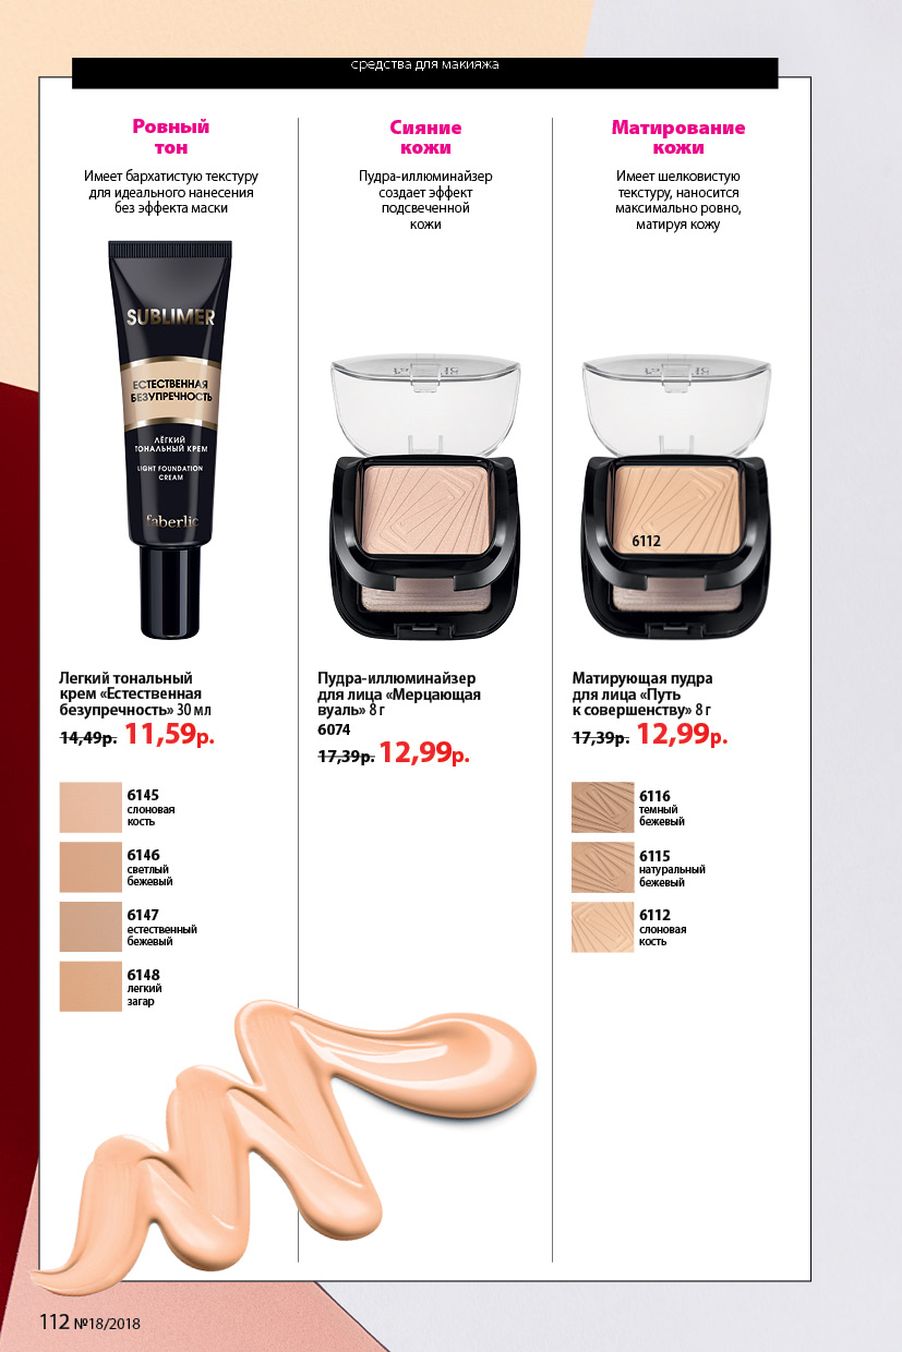 средства для макияжа
Ровный
тон
Имеет бархатистую текстуру
для идеального нанесения
без эффекта маски
SUBLIMER
ЕСТЕСТВЕННАЯ
БЕЗУПРЕЧНОСТЬ
ЛЁГКИЙ
ТОНАЛЬНЫЙ КРЕМ
LIGHT FOUNDATION
CREAM
faberlic
Легкий тональный
крем «Естественная
безупречность» 30 мл
14,49р. 11,59р.
6145
слоновая
кость
6146
светлый
бежевый
6147
естественный
бежевый
6148
легкий
загар
Сияние
кожи
Пудра-иллюминайзер
создает эффект
подсвеченной
кожи
Пудра-иллюминайзер
для лица «Мерцающая
вуаль» 8 г
6074
17,39р. 12,99р.
Матирование
кожи
Имеет шелковистую
текстуру, наносится
максимально ровно,
матируя кожу
6112
Матирующая пудра
для лица «Путь
к совершенству» 8 г
17,39р. 12,99р.
6116
темный
бежевый
6115
натуральный
бежевый
6112
слоновая
кость
112 №18/2018